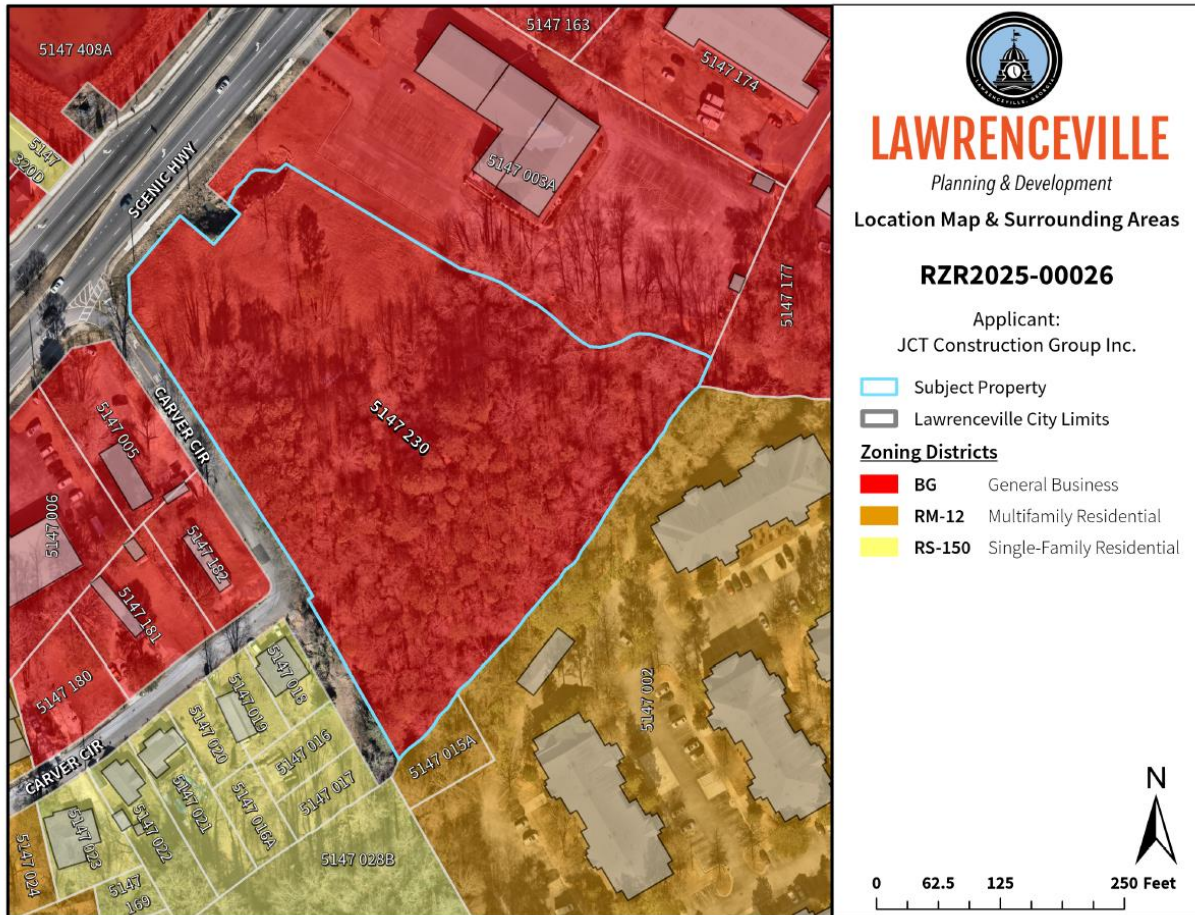 5147 408A
5147 163
5147 174
5147
320D
SCENIC HWY
5147 003A
5147 177
5147 230
5147 005
CARVER CIR
5147 006
5147 182
5147 181
5147 180
5147 018
5147 019
5147 020
5147 016
5147 017
5147 015A
5147 002
CARVER CIR
5147 021
5147 016A
5147 022
5147 023
5147 028B
5147 024
5147
169
LAWRENCEVILLE, GEORGIA
LAWRENCEVILLE
Planning & Development
Location Map & Surrounding Areas
RZR2025-00026
Applicant:
JCT Construction Group Inc.
Subject Property
Lawrenceville City Limits
Zoning Districts
BG General Business
RM-12 Multifamily Residential
RS-150 Single-Family Residential
N
0 62.5 125 250 Feet